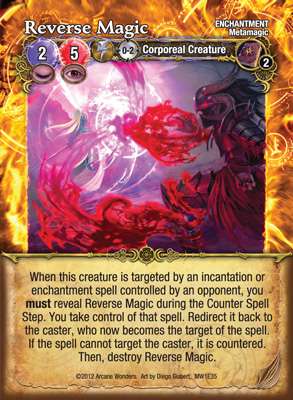 Reverse Magic
ENCHANTMENT
Metamagic
2 5 0-2 Corporeal Creature
2
When this creature is targeted by an incantation or
enchantment spell controlled by an opponent, you
must reveal Reverse Magic during the Counter Spell
Step. You take control of that spell. Redirect it back to
the caster, who now becomes the target of the spell.
If the spell cannot target the caster, it is countered.
Then, destroy Reverse Magic.
©2012 Arcane Wonders. Art by Diego Gisbert. MW1E35